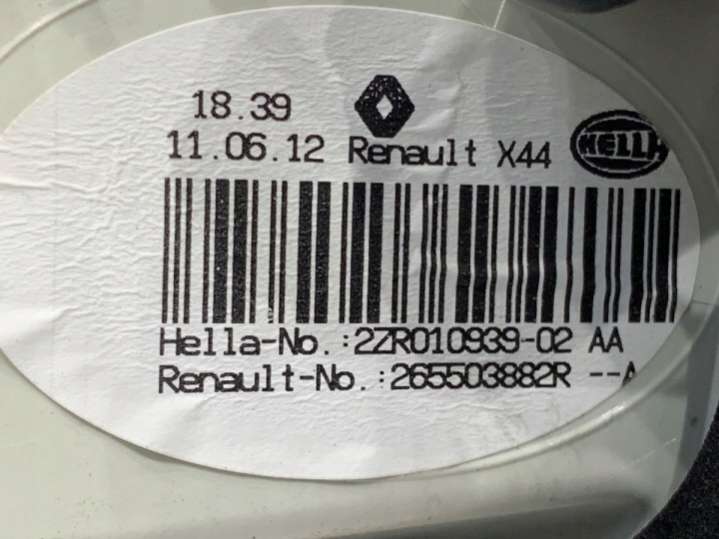 18.39
11.06.12 Renault X44 HELLA
Hella-No.:2ZR010939-02 AA
Renault-No.:265503882R --A